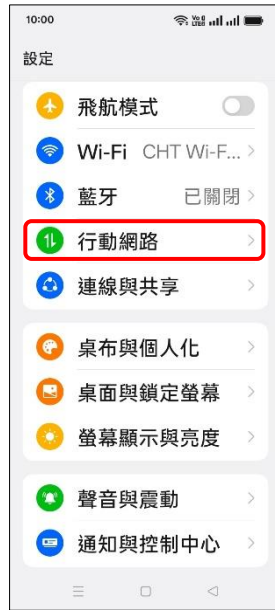 10:00
設定
飛航模式
Wi-Fi CHT Wi-F...
藍牙 已關閉
行動網路
連線與共享
桌布與個人化
桌面與鎖定螢幕
螢幕顯示與亮度
聲音與震動
通知與控制中心